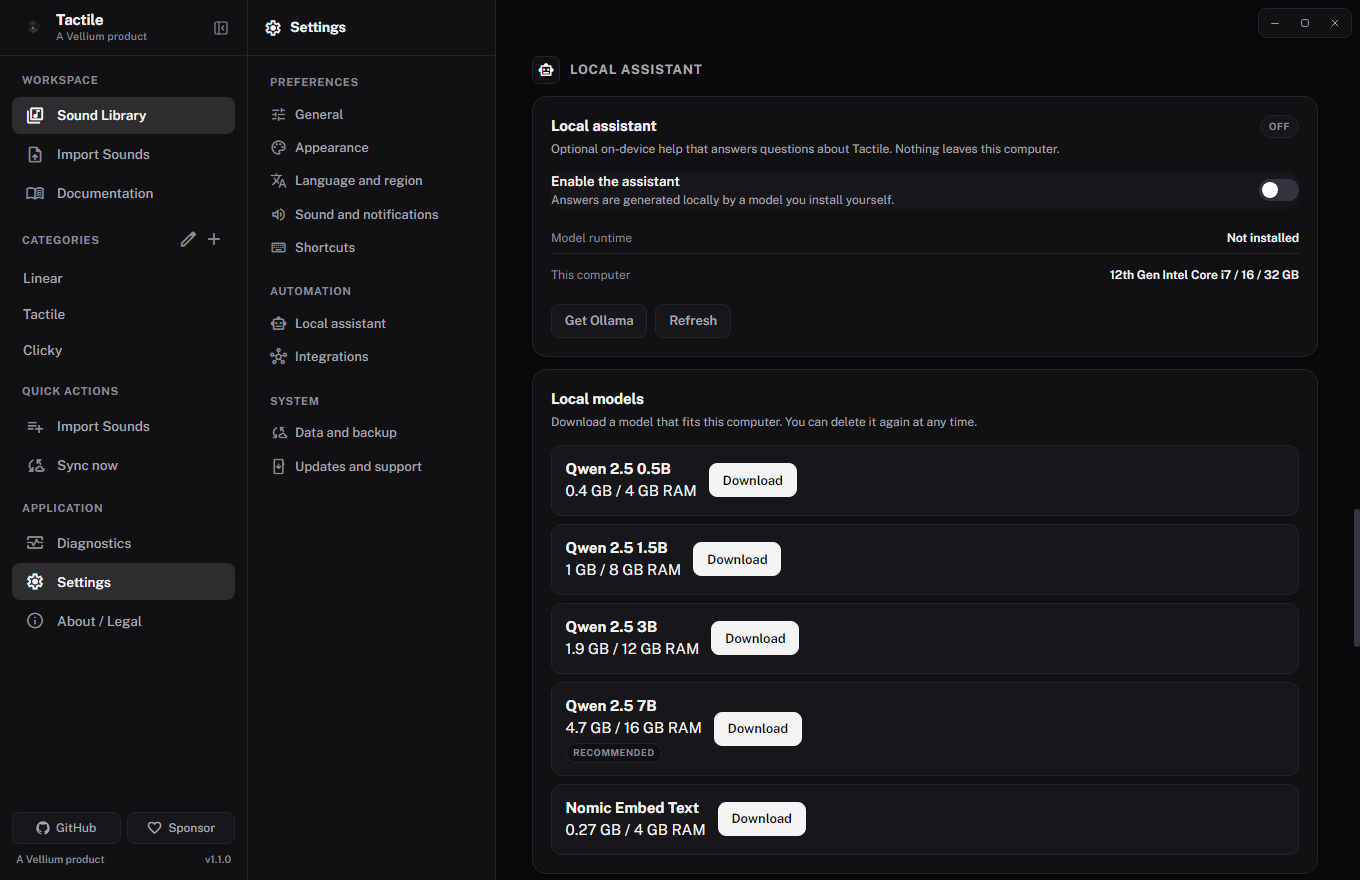 Tactile
A Vellium product
WORKSPACE
Sound Library
Import Sounds
Documentation
CATEGORIES
Linear
Tactile
Clicky
QUICK ACTIONS
Import Sounds
Sync now
APPLICATION
Diagnostics
Settings
About / Legal
GitHub
Sponsor
A Vellium product
v1.1.0
Settings
PREFERENCES
General
Appearance
Language and region
Sound and notifications
Shortcuts
AUTOMATION
Local assistant
Integrations
SYSTEM
Data and backup
Updates and support
LOCAL ASSISTANT
Local assistant
OFF
Optional on-device help that answers questions about Tactile. Nothing leaves this computer.
Enable the assistant
Answers are generated locally by a model you install yourself.
Model runtime
Not installed
This computer
12th Gen Intel Core i7 / 16 / 32 GB
Get Ollama
Refresh
Local models
Download a model that fits this computer. You can delete it again at any time.
Qwen 2.5 0.5B
0.4 GB / 4 GB RAM
Download
Qwen 2.5 1.5B
1 GB / 8 GB RAM
Download
Qwen 2.5 3B
1.9 GB / 12 GB RAM
Download
Qwen 2.5 7B
4.7 GB / 16 GB RAM
RECOMMENDED
Download
Nomic Embed Text
0.27 GB / 4 GB RAM
Download